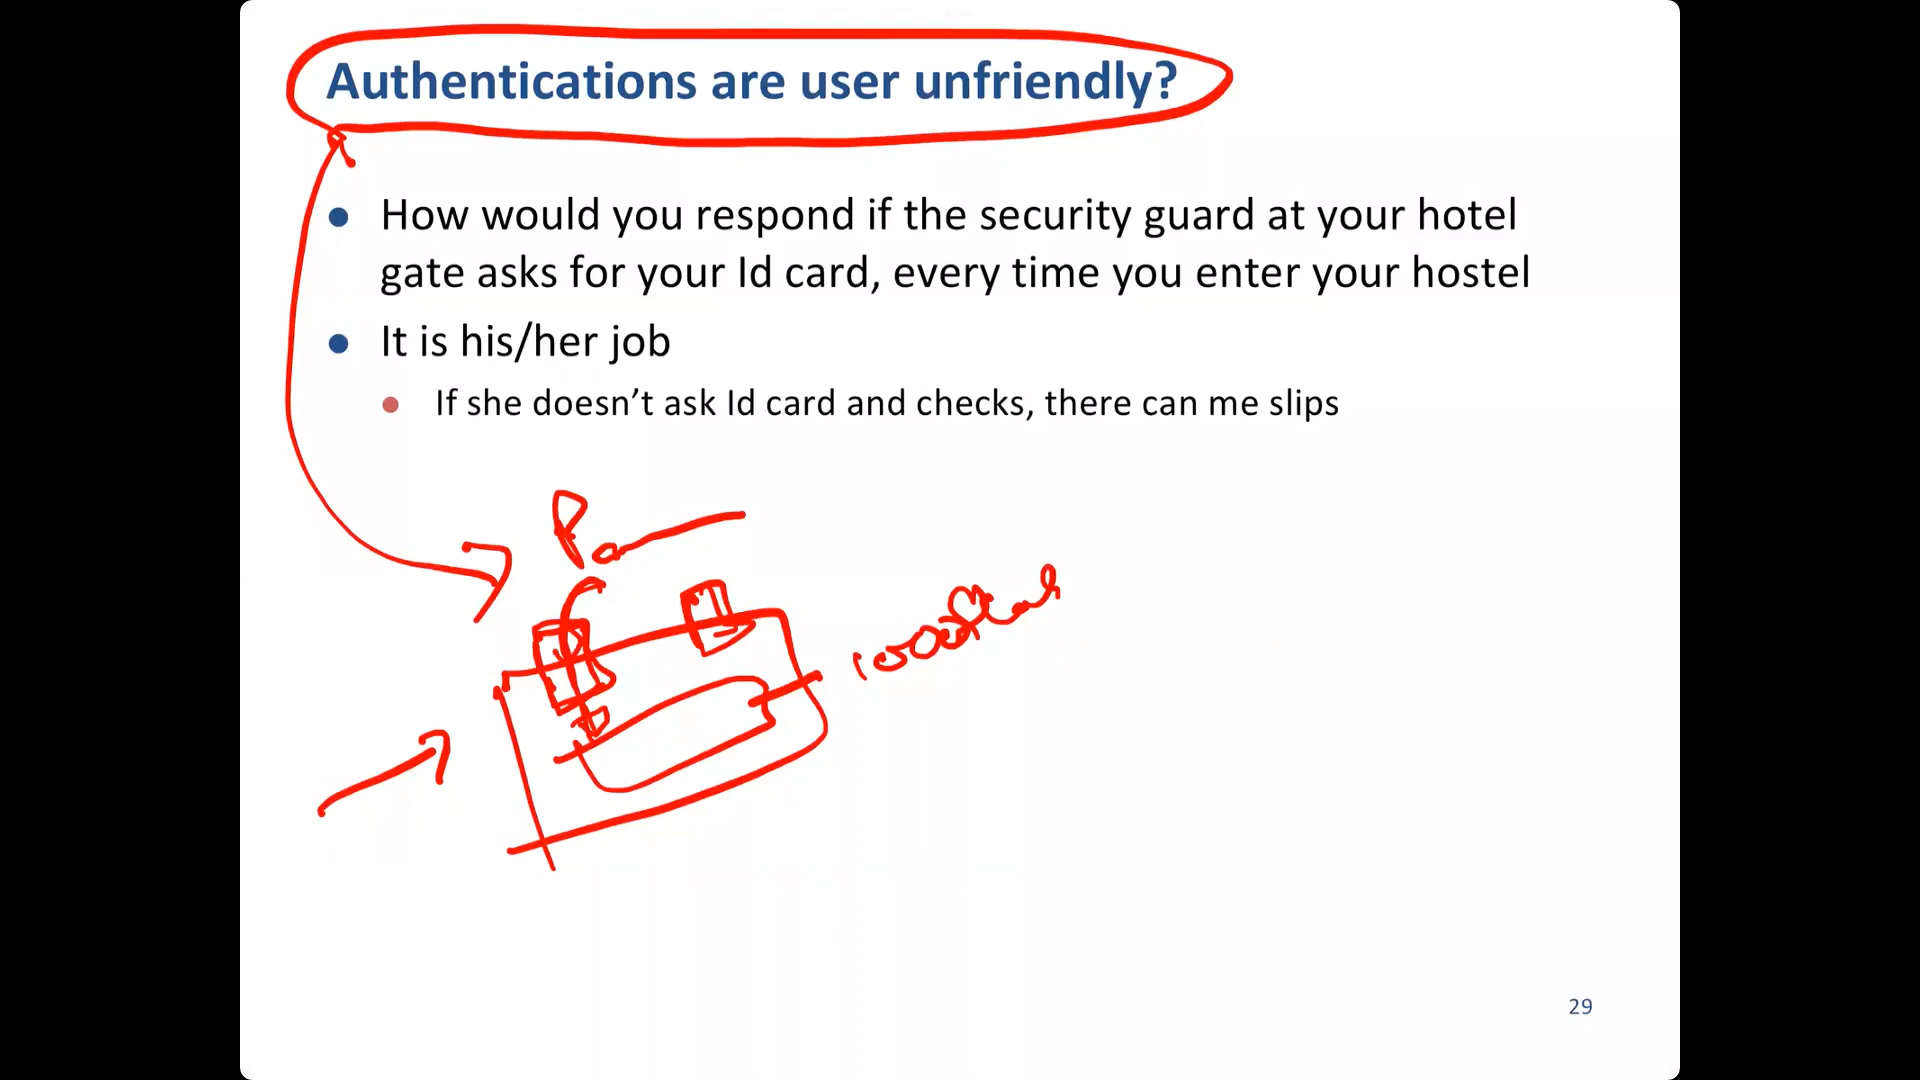 Authentications are user unfriendly?
How would you respond if the security guard at your hotel
gate asks for your Id card, every time you enter your hostel
It is his/her job
If she doesn’t ask Id card and checks, there can me slips
29